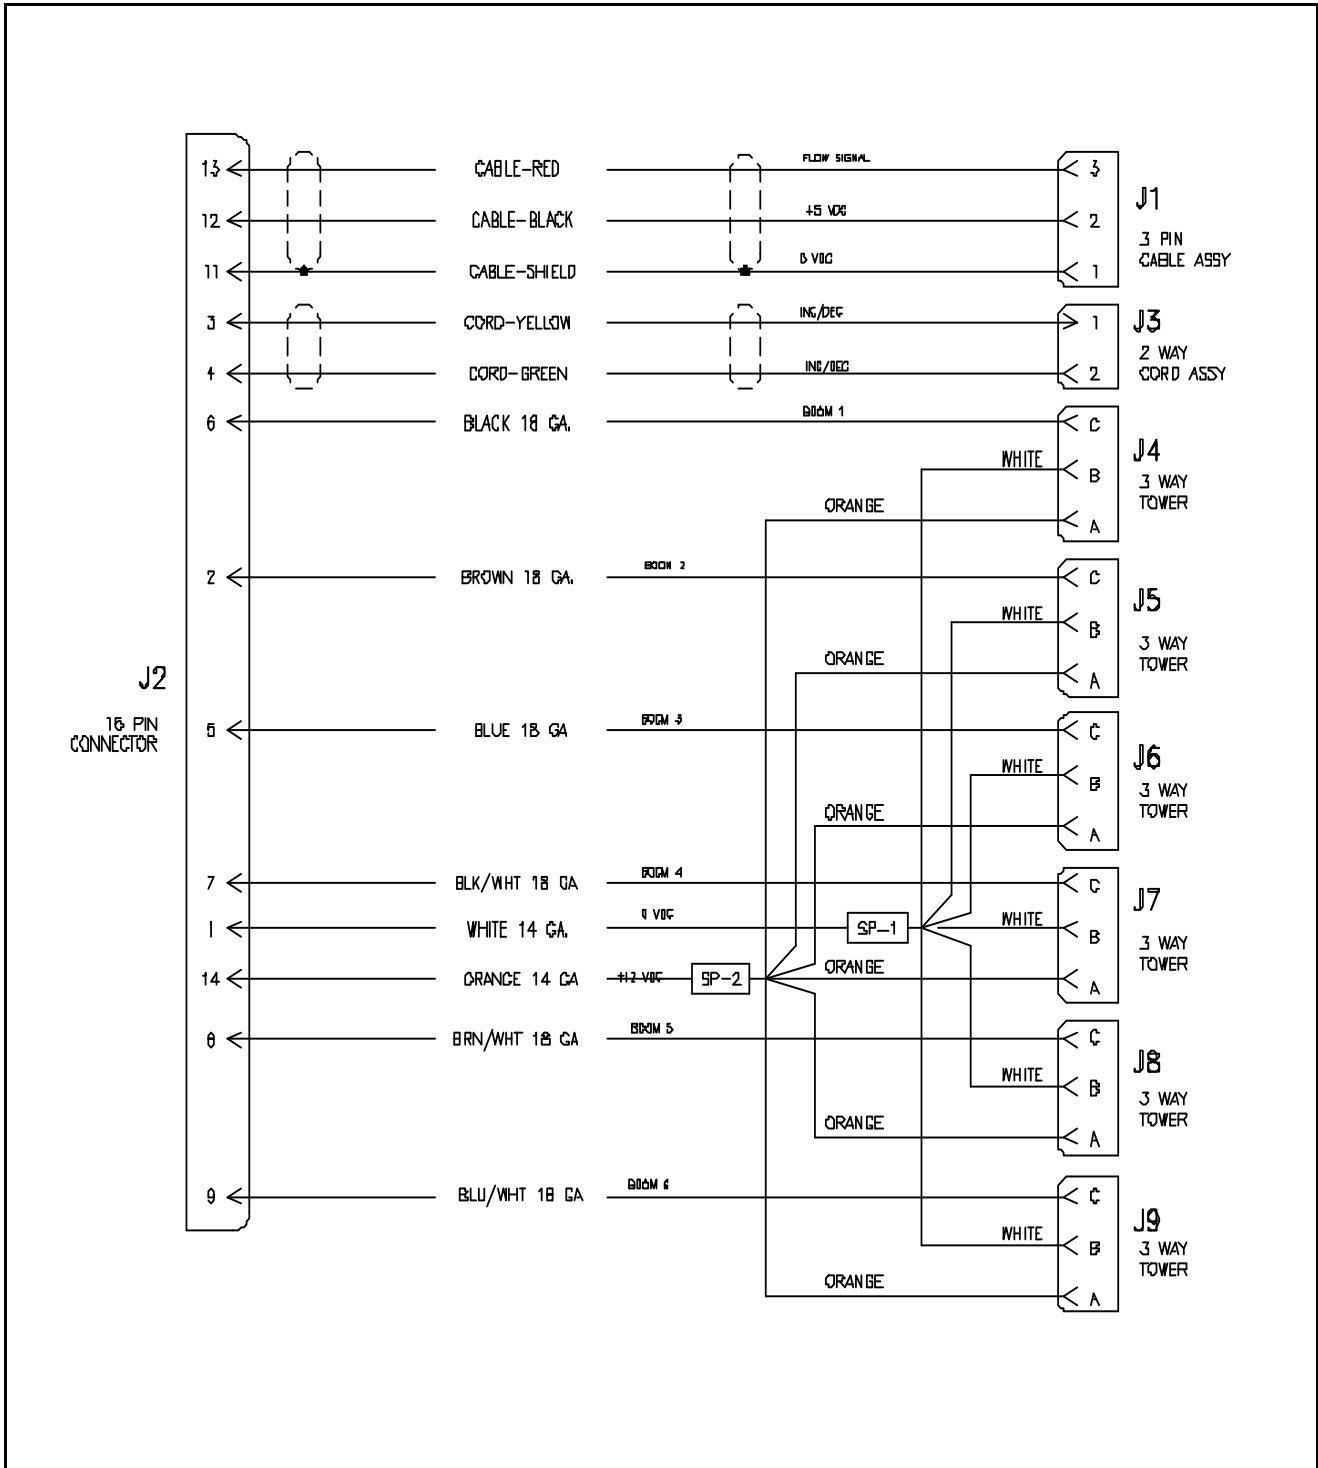 13 CABLE-RED FLOW SIGNAL 3
12 CABLE-BLACK +5 VDC 2
11 CABLE-SHIELD 0 VDC 1
J1
3 PIN
CABLE ASSY
3 CORD-YELLOW INC/DEC 1
4 CORD-GREEN INC/DEC 2
J3
2 WAY
CORD ASSY
6 BLACK 18 GA. BOOM 1 C
WHITE B
ORANGE A
J4
3 WAY
TOWER
2 BROWN 18 GA. BOOM 2 C
WHITE B
ORANGE A
J5
3 WAY
TOWER
J2
16 PIN
CONNECTOR
5 BLUE 18 GA BOOM 3 C
WHITE B
ORANGE A
J6
3 WAY
TOWER
7 BLK/WHT 18 GA BOOM 4 C
1 WHITE 14 GA. 0 VDC SP-1 WHITE B
14 ORANGE 14 GA +12 VDC SP-2 ORANGE A
J7
3 WAY
TOWER
8 BRN/WHT 18 GA BOOM 5 C
WHITE B
ORANGE A
J8
3 WAY
TOWER
9 BLU/WHT 18 GA BOOM 6 C
WHITE B
ORANGE A
J9
3 WAY
TOWER